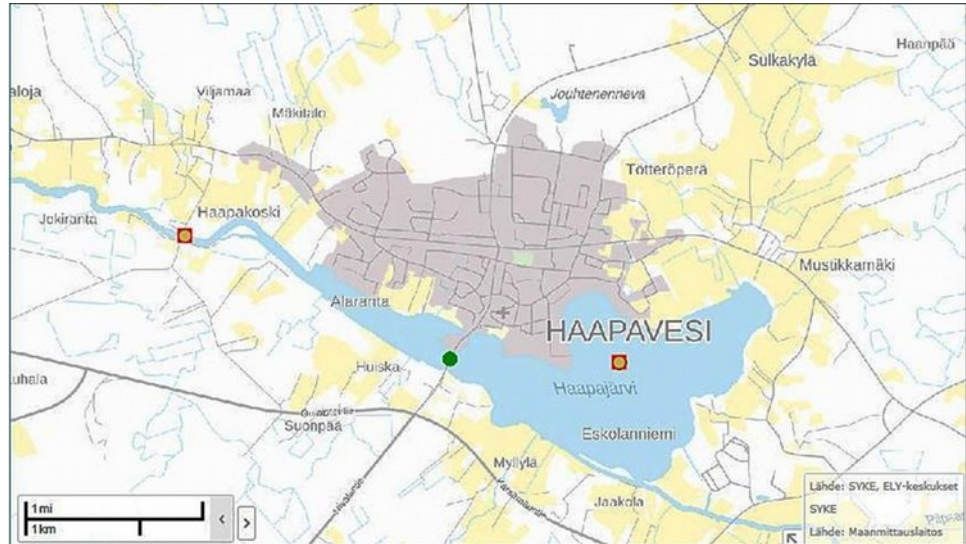 Haanpää
Sulkakylä
aloja
Viljamaa
Jouhtenenneva
Mäkitalo
Totteröperä
Jokiranta
Haapakoski
Mustikkamäki
Alaranta
HAAPAVESI
Huiska
Haapajärvi
uhala
Suonpää
Eskolanniemi
Myllylä
Jaakola
1mi
1km
Lähde: SYKE, ELY-keskukset
SYKE
Lähde: Maanmittauslaitos